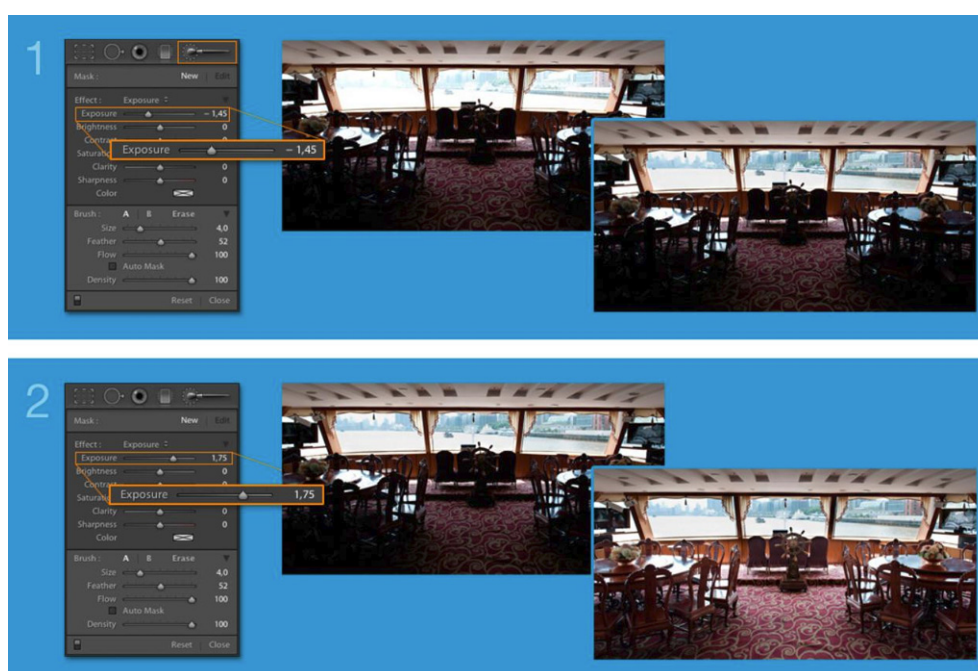 1
Mask : New Edit
Effect : Exposure
Exposure − 1,45
Brightness 0
Contrast 0
Exposure − 1,45
Saturation
Clarity 0
Sharpness 0
Color
Brush : A B Erase
Size 4,0
Feather 52
Flow 100
Auto Mask
Density 100
Reset Close
2
Mask : New Edit
Effect : Exposure
Exposure 1,75
Brightness 0
Contrast 0
Exposure 1,75
Clarity 0
Sharpness 0
Color
Brush : A B Erase
Size 4,0
Feather 52
Flow 100
Auto Mask
Density 100
Reset Close